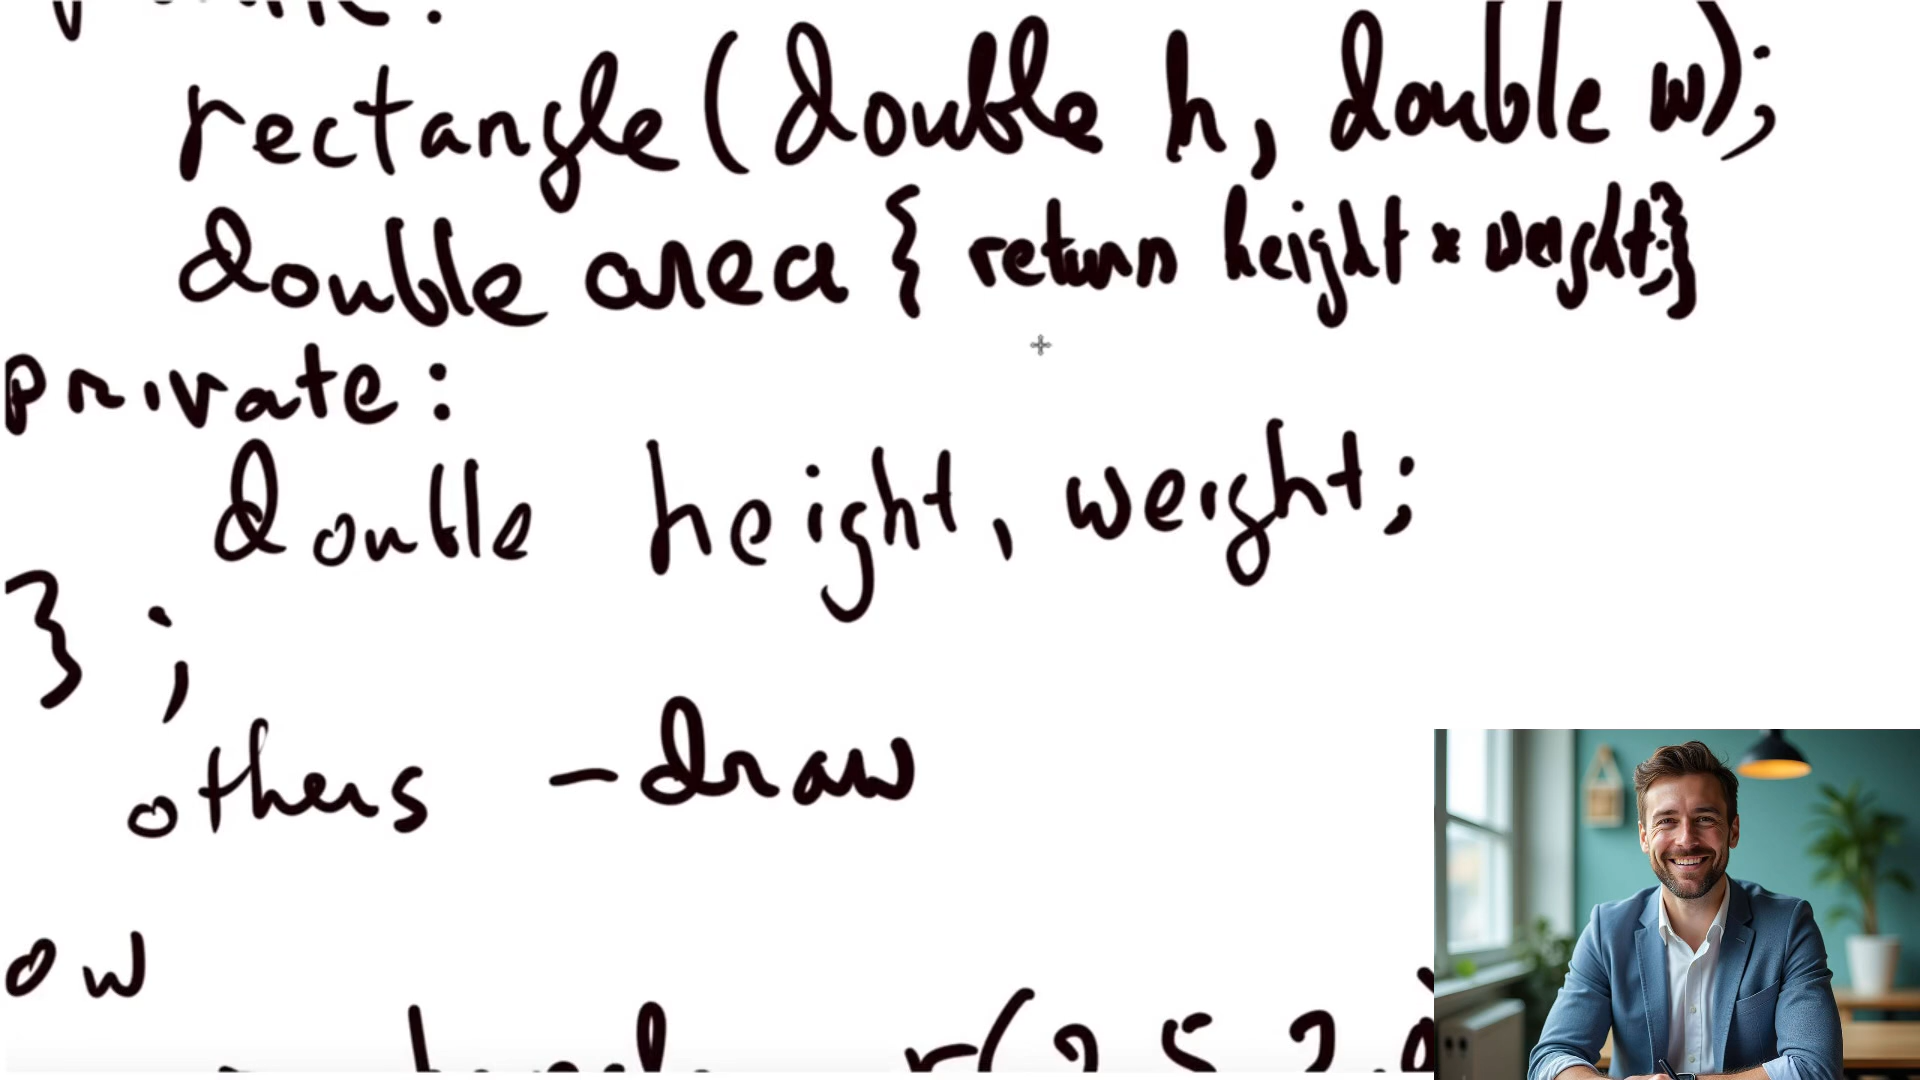 rectangle (double h, double w);
double area { return height * weight;}
private:
double height, weight;
};
others - draw
ow